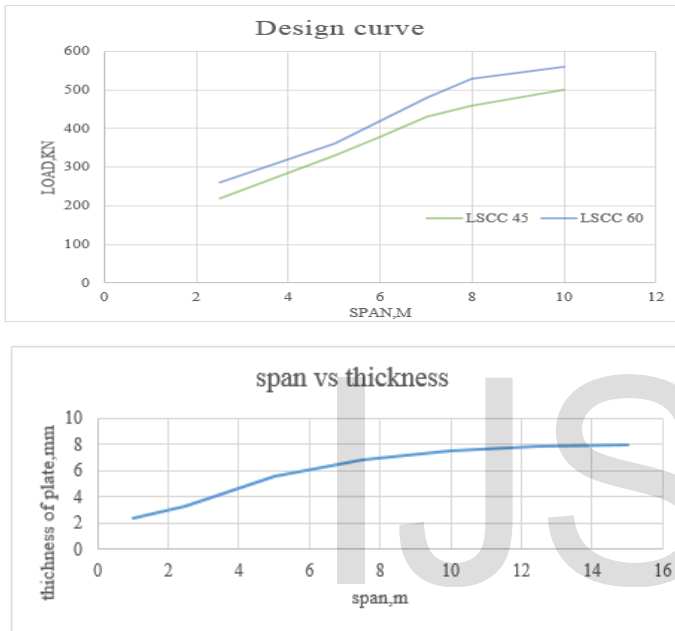 Design curve
600
500
400
300
200
100
0
LOAD,KN
LSCC 45 LSCC 60
0 2 4 6 8 10 12
SPAN,M
span vs thickness
10
8
6
4
2
0
thichness of plate,mm
0 2 4 6 8 10 12 14 16
span,m
IJS